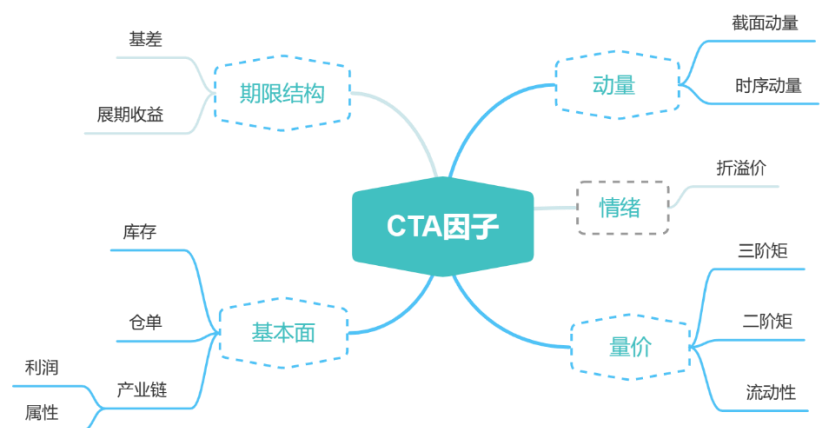 截面动量
基差
动量
期限结构
时序动量
展期收益
折溢价
情绪
CTA因子
库存
三阶矩
仓单
二阶矩
基本面
量价
利润
产业链
流动性
属性